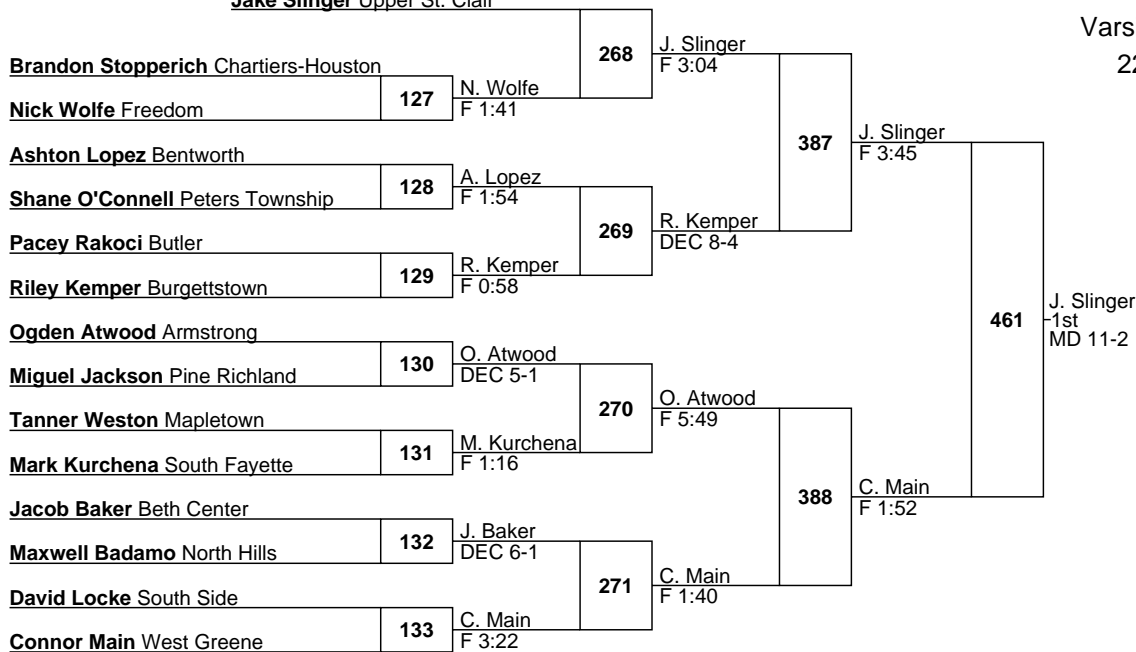 Jake Slinger Upper St. Clair
Vars
22
268
J. Slinger
F 3:04
Brandon Stopperich Chartiers-Houston
127
N. Wolfe
F 1:41
Nick Wolfe Freedom
387
J. Slinger
F 3:45
Ashton Lopez Bentworth
128
A. Lopez
F 1:54
Shane O'Connell Peters Township
269
R. Kemper
DEC 8-4
Pacey Rakoci Butler
129
R. Kemper
F 0:58
Riley Kemper Burgettstown
461
J. Slinger
1st
MD 11-2
Ogden Atwood Armstrong
130
O. Atwood
DEC 5-1
Miguel Jackson Pine Richland
270
O. Atwood
F 5:49
Tanner Weston Mapletown
131
M. Kurchena
F 1:16
Mark Kurchena South Fayette
388
C. Main
F 1:52
Jacob Baker Beth Center
132
J. Baker
DEC 6-1
Maxwell Badamo North Hills
271
C. Main
F 1:40
David Locke South Side
133
C. Main
F 3:22
Connor Main West Greene